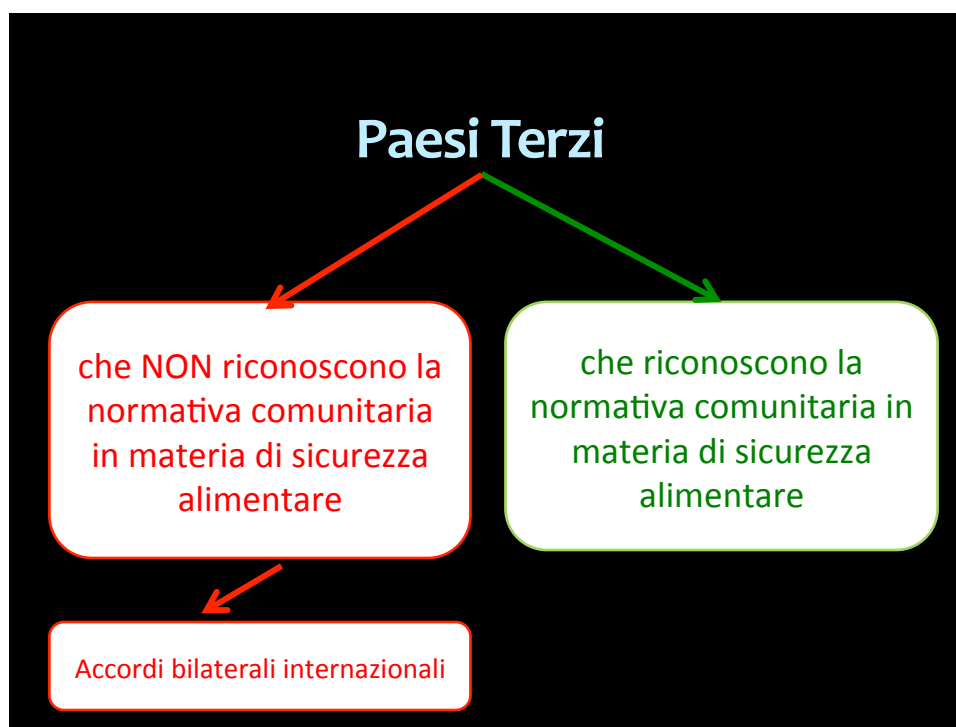 Paesi Terzi
che NON riconoscono la
normativa comunitaria
in materia di sicurezza
alimentare
che riconoscono la
normativa comunitaria in
materia di sicurezza
alimentare
Accordi bilaterali internazionali